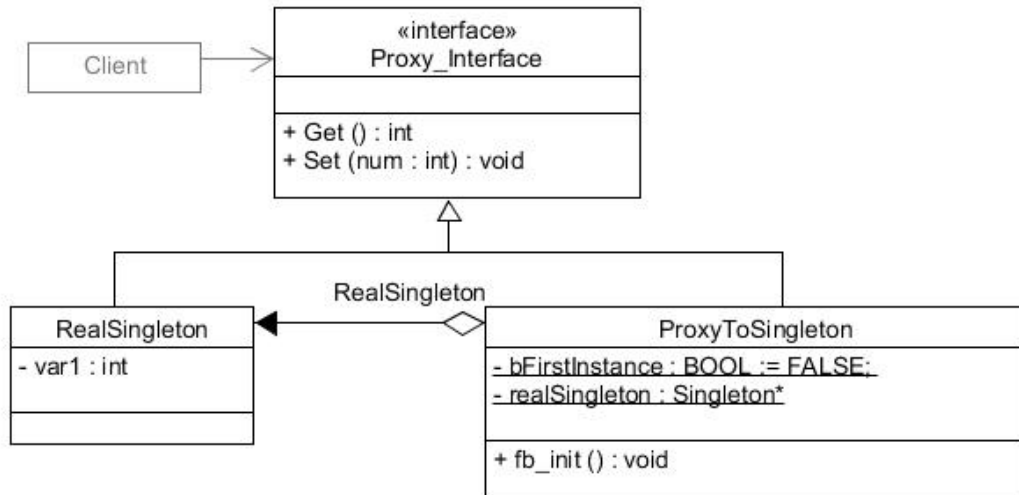 Client
«interface»
Proxy_Interface
+ Get () : int
+ Set (num : int) : void
RealSingleton
RealSingleton
- var1 : int
ProxyToSingleton
- bFirstInstance : BOOL := FALSE;
- realSingleton : Singleton*
+ fb_init () : void